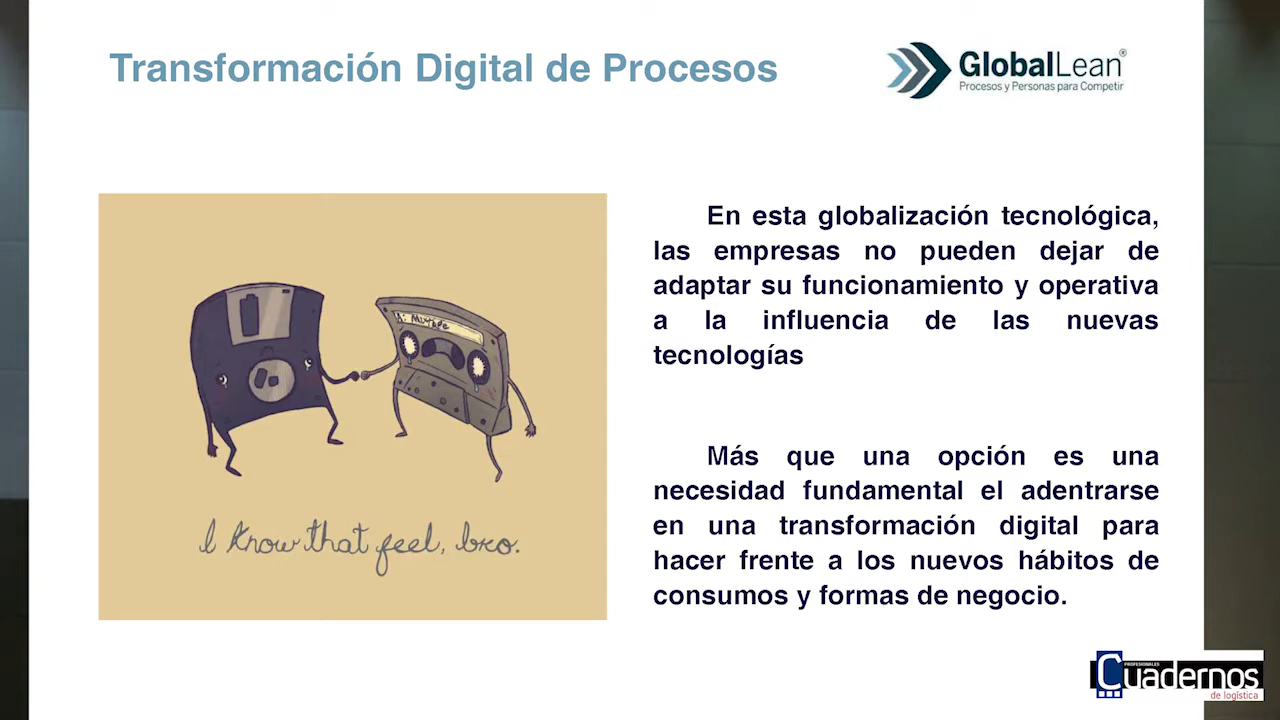 Transformación Digital de Procesos
GlobalLean®
Procesos y Personas para Competir
A: Mixtape
I know that feel, bro.
En esta globalización tecnológica,
las empresas no pueden dejar de
adaptar su funcionamiento y operativa
a la influencia de las nuevas
tecnologías
Más que una opción es una
necesidad fundamental el adentrarse
en una transformación digital para
hacer frente a los nuevos hábitos de
consumos y formas de negocio.
PROFESIONALES
Cuadernos
de logística